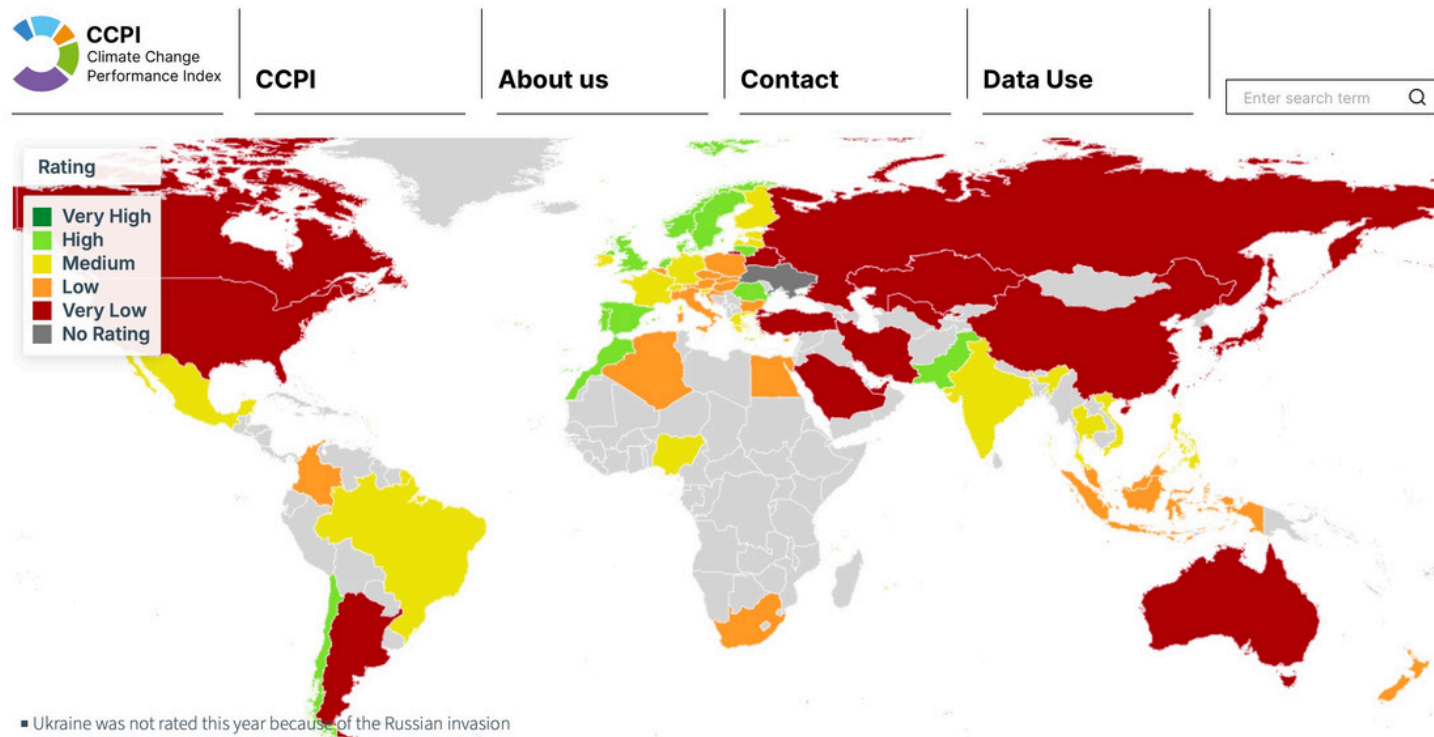 CCPI
Climate Change
Performance Index
CCPI
About us
Contact
Data Use
Enter search term
Rating
Very High
High
Medium
Low
Very Low
No Rating
▪ Ukraine was not rated this year because of the Russian invasion